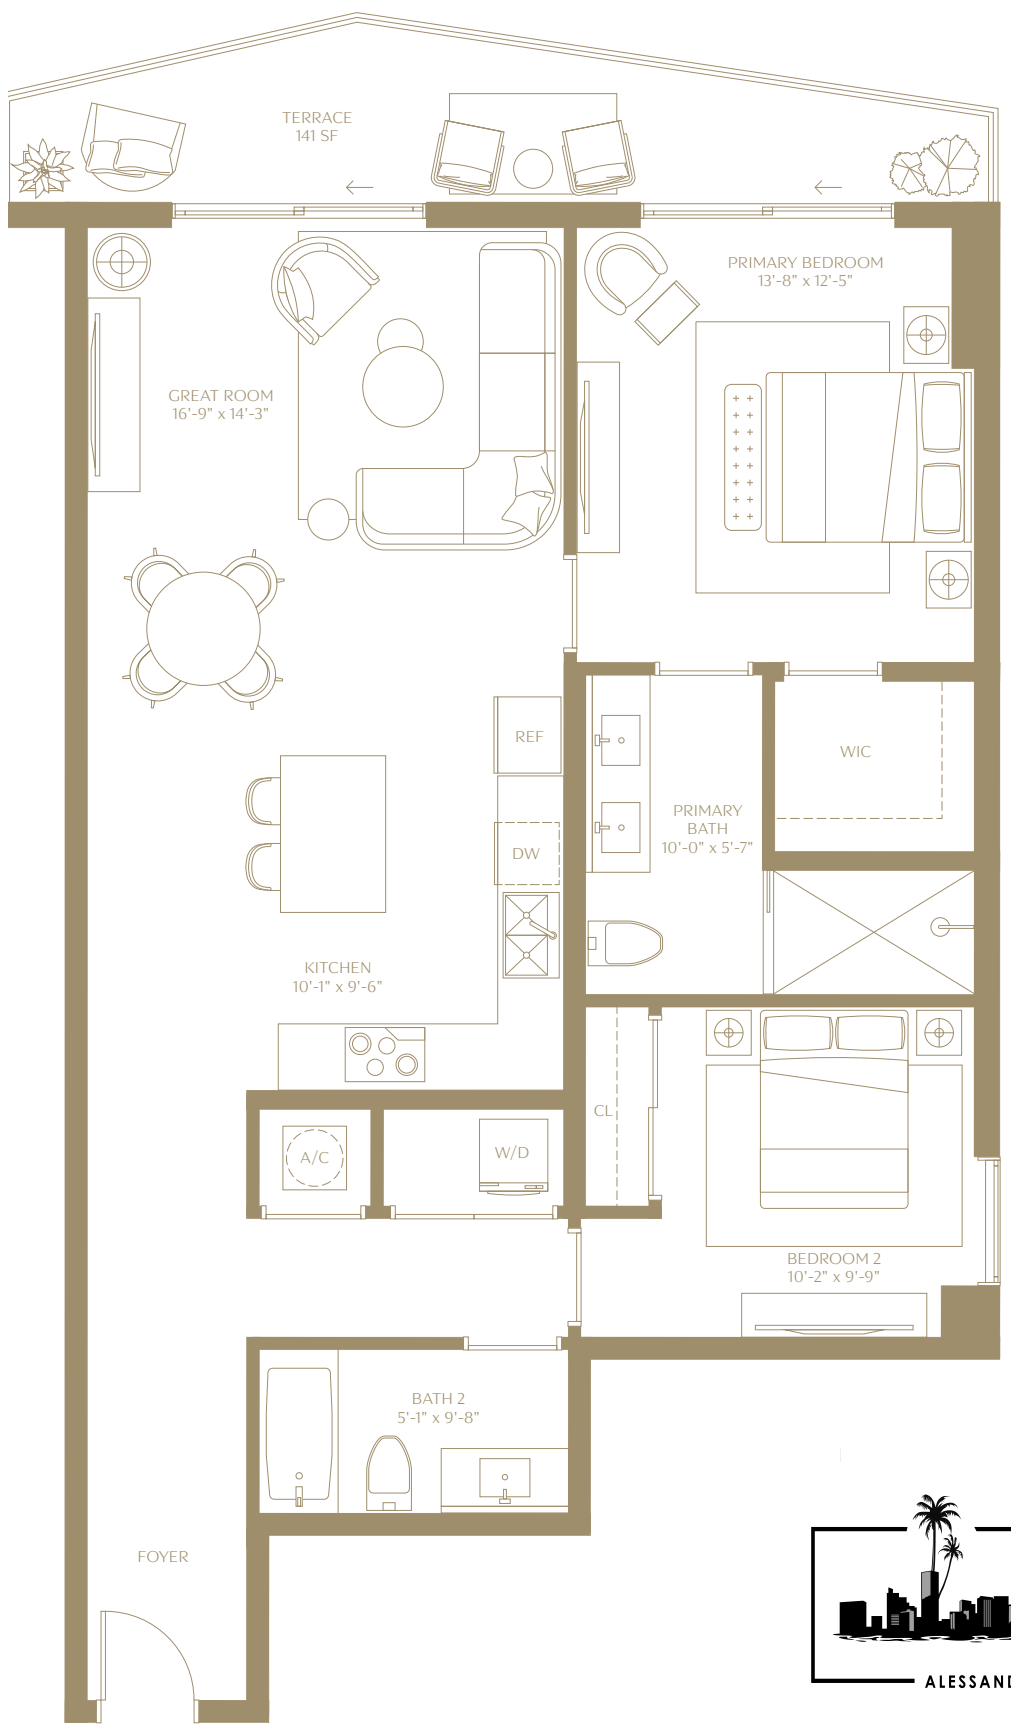 TERRACE
141 SF
PRIMARY BEDROOM
13'-8" x 12'-5"
GREAT ROOM
16'-9" x 14'-3"
REF
WIC
PRIMARY
BATH
10'-0" x 5'-7"
DW
KITCHEN
10'-1" x 9'-6"
CL
A/C
W/D
BEDROOM 2
10'-2" x 9'-9"
BATH 2
5'-1" x 9'-8"
FOYER
ALESSAND